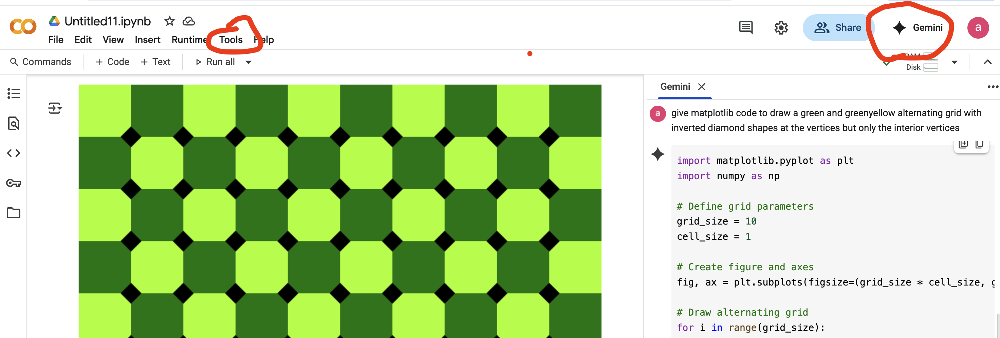 Untitled11.ipynb
File Edit View Insert Runtime Tools Help
Share
Gemini
a
Commands + Code + Text Run all
RAM
Disk
Gemini
a
give matplotlib code to draw a green and greenyellow alternating grid with
inverted diamond shapes at the vertices but only the interior vertices
import matplotlib.pyplot as plt
import numpy as np
# Define grid parameters
grid_size = 10
cell_size = 1
# Create figure and axes
fig, ax = plt.subplots(figsize=(grid_size * cell_size, g
# Draw alternating grid
for i in range(grid_size):